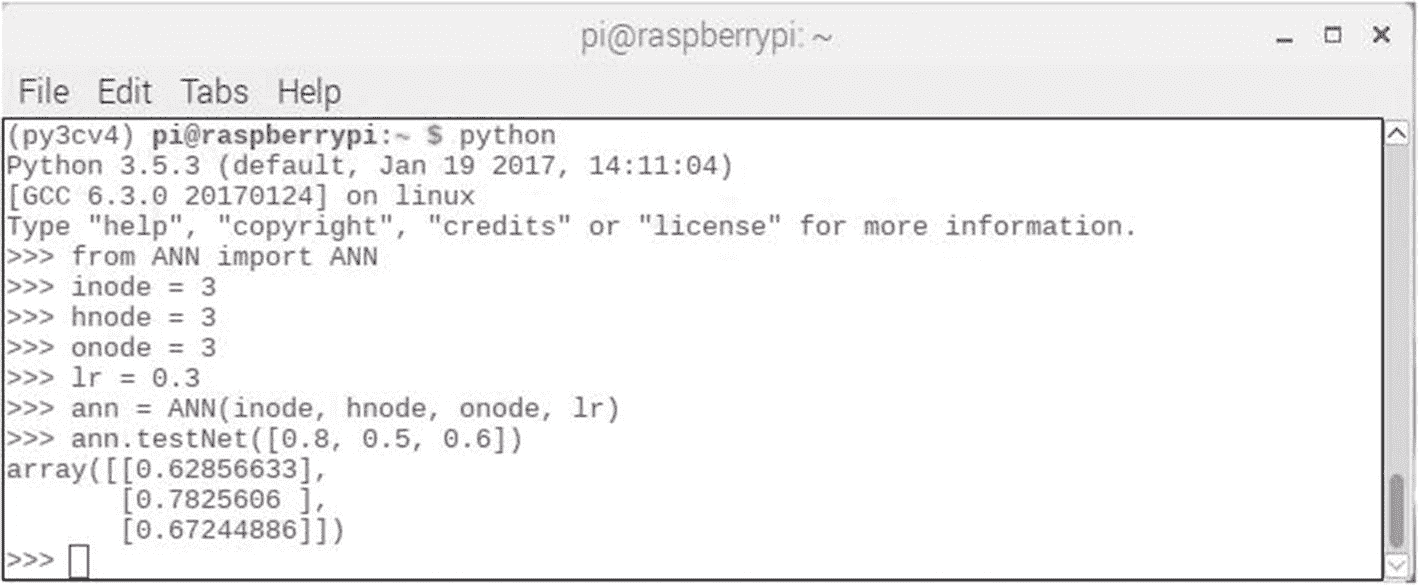 pi@raspberrypi: ~
File Edit Tabs Help
(py3cv4) pi@raspberrypi:~ $ python
Python 3.5.3 (default, Jan 19 2017, 14:11:04)
[GCC 6.3.0 20170124] on linux
Type "help", "copyright", "credits" or "license" for more information.
>>> from ANN import ANN
>>> inode = 3
>>> hnode = 3
>>> onode = 3
>>> lr = 0.3
>>> ann = ANN(inode, hnode, onode, lr)
>>> ann.testNet([0.8, 0.5, 0.6])
array([[0.62856633],
       [0.7825606 ],
       [0.67244886]])
>>>